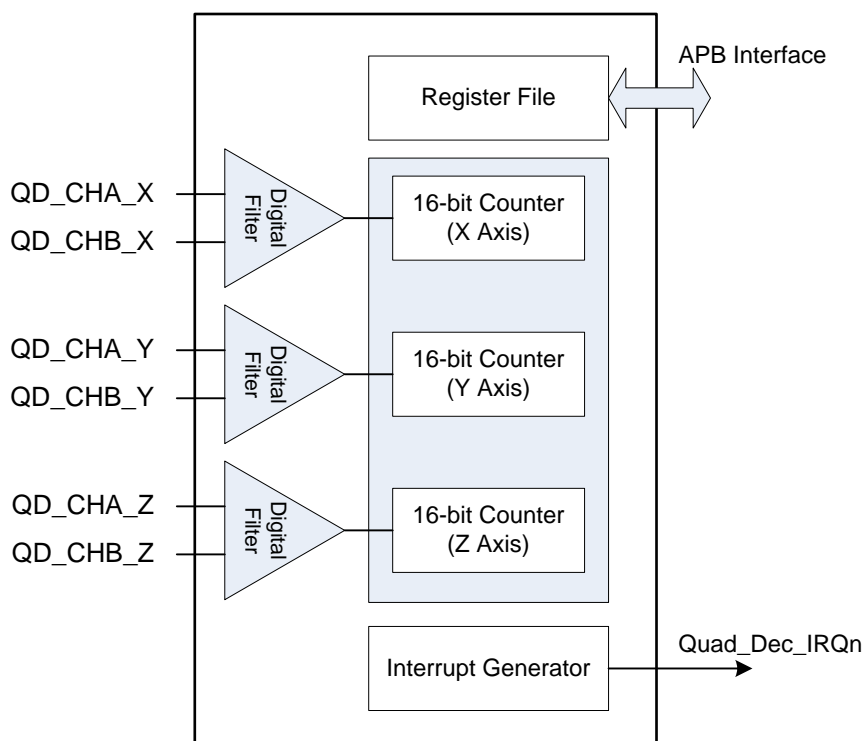 APB Interface
Register File
QD_CHA_X
QD_CHB_X
Digital
Filter
16-bit Counter
(X Axis)
QD_CHA_Y
QD_CHB_Y
Digital
Filter
16-bit Counter
(Y Axis)
QD_CHA_Z
QD_CHB_Z
Digital
Filter
16-bit Counter
(Z Axis)
Quad_Dec_IRQn
Interrupt Generator